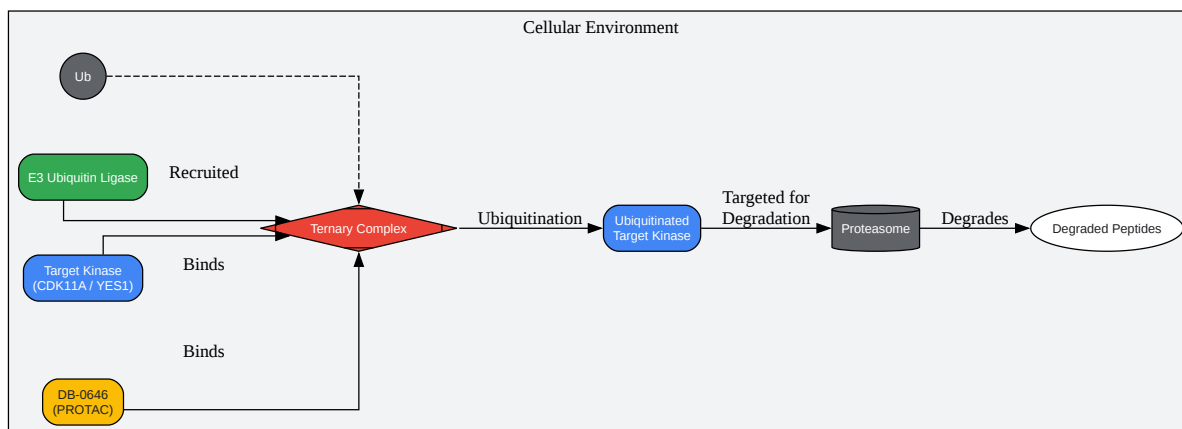 Cellular Environment
Ub
E3 Ubiquitin Ligase
Recruited
Target Kinase
(CDK11A / YES1)
Binds
Binds
DB-0646
(PROTAC)
Ternary Complex
Ubiquitination
Ubiquitinated
Target Kinase
Targeted for
Degradation
Proteasome
Degrades
Degraded Peptides